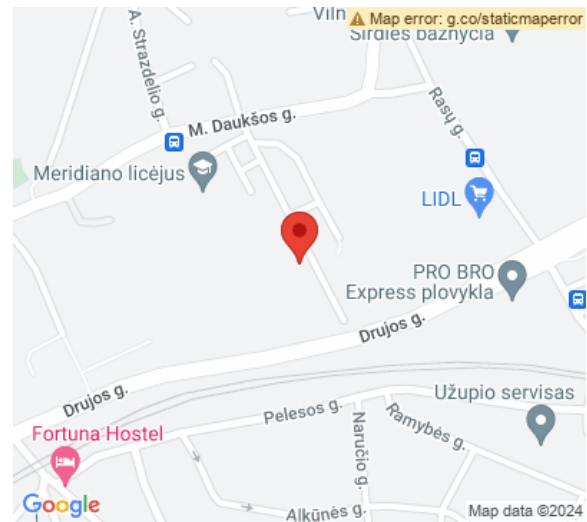 Map error: g.co/staticmaperror
Viln
Širdies bažnyčia
A. Strazdelio g.
M. Daukšos g.
Rasų g.
Meridiano licėjus
LIDL
PRO BRO
Express plovykla
Drujos g.
Drujos g.
Užupio servisas
Pelesos g.
Ramybės g.
Naručio g.
Fortuna Hostel
Alkūnės g.
Google
Map data ©2024